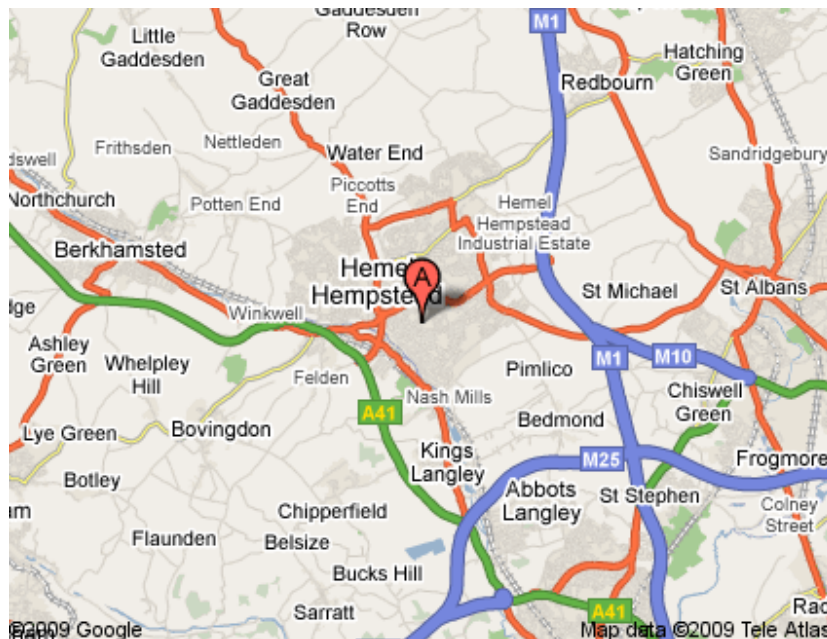 Gaddesden
Row
M1
Little
Gaddesden
Hatching
Green
Great
Gaddesden
Redbourn
Nettleden
Frithsden
Water End
Sandridgebury
dswell
Piccotts
End
Northchurch
Potten End
Hemel
Hempstead
Industrial Estate
Berkhamsted
Hemel
Hempstead
A
St Michael
St Albans
Winkwell
Ashley
Green
Whelpley
Hill
M1
M10
Pimlico
Felden
Nash Mills
Chiswell
Green
A41
Bedmond
Lye Green
Bovingdon
Kings
Langley
M25
Frogmore
Botley
Abbots
Langley
St Stephen
Chipperfield
Colney
Street
Flaunden
Belsize
Bucks Hill
Sarratt
A41
©2009 Google
Map data ©2009 Tele Atlas